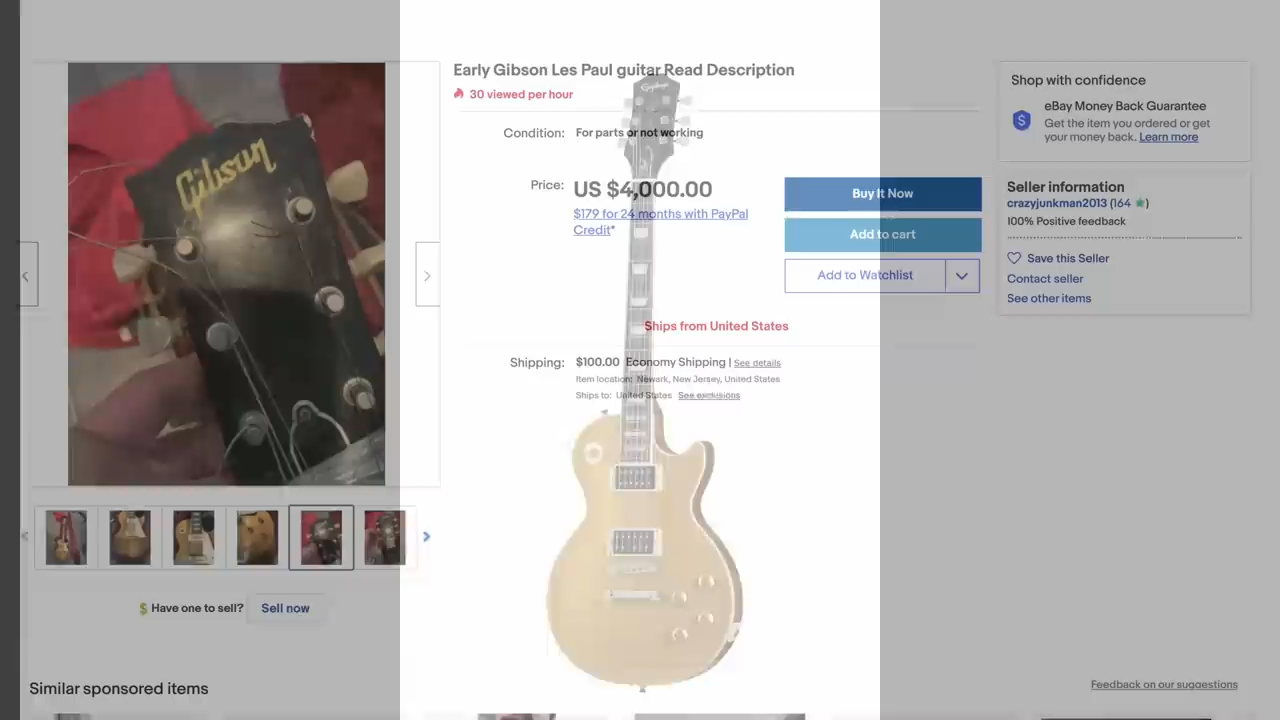 Early Gibson Les Paul guitar Read Description
30 viewed per hour
Condition: For parts or not working
Price: US $4,000.00
$179 for 24 months with PayPal
Credit*
Buy It Now
Add to cart
Add to Watchlist
Ships from United States
Shipping: $100.00 Economy Shipping | See details
Item location: Newark, New Jersey, United States
Ships to: United States See exclusions
Shop with confidence
eBay Money Back Guarantee
Get the item you ordered or get
your money back. Learn more
Seller information
crazyjunkman2013 (164 )
100% Positive feedback
Save this Seller
Contact seller
See other items
Gibson
Epiphone
$ Have one to sell? Sell now
Similar sponsored items
Feedback on our suggestions